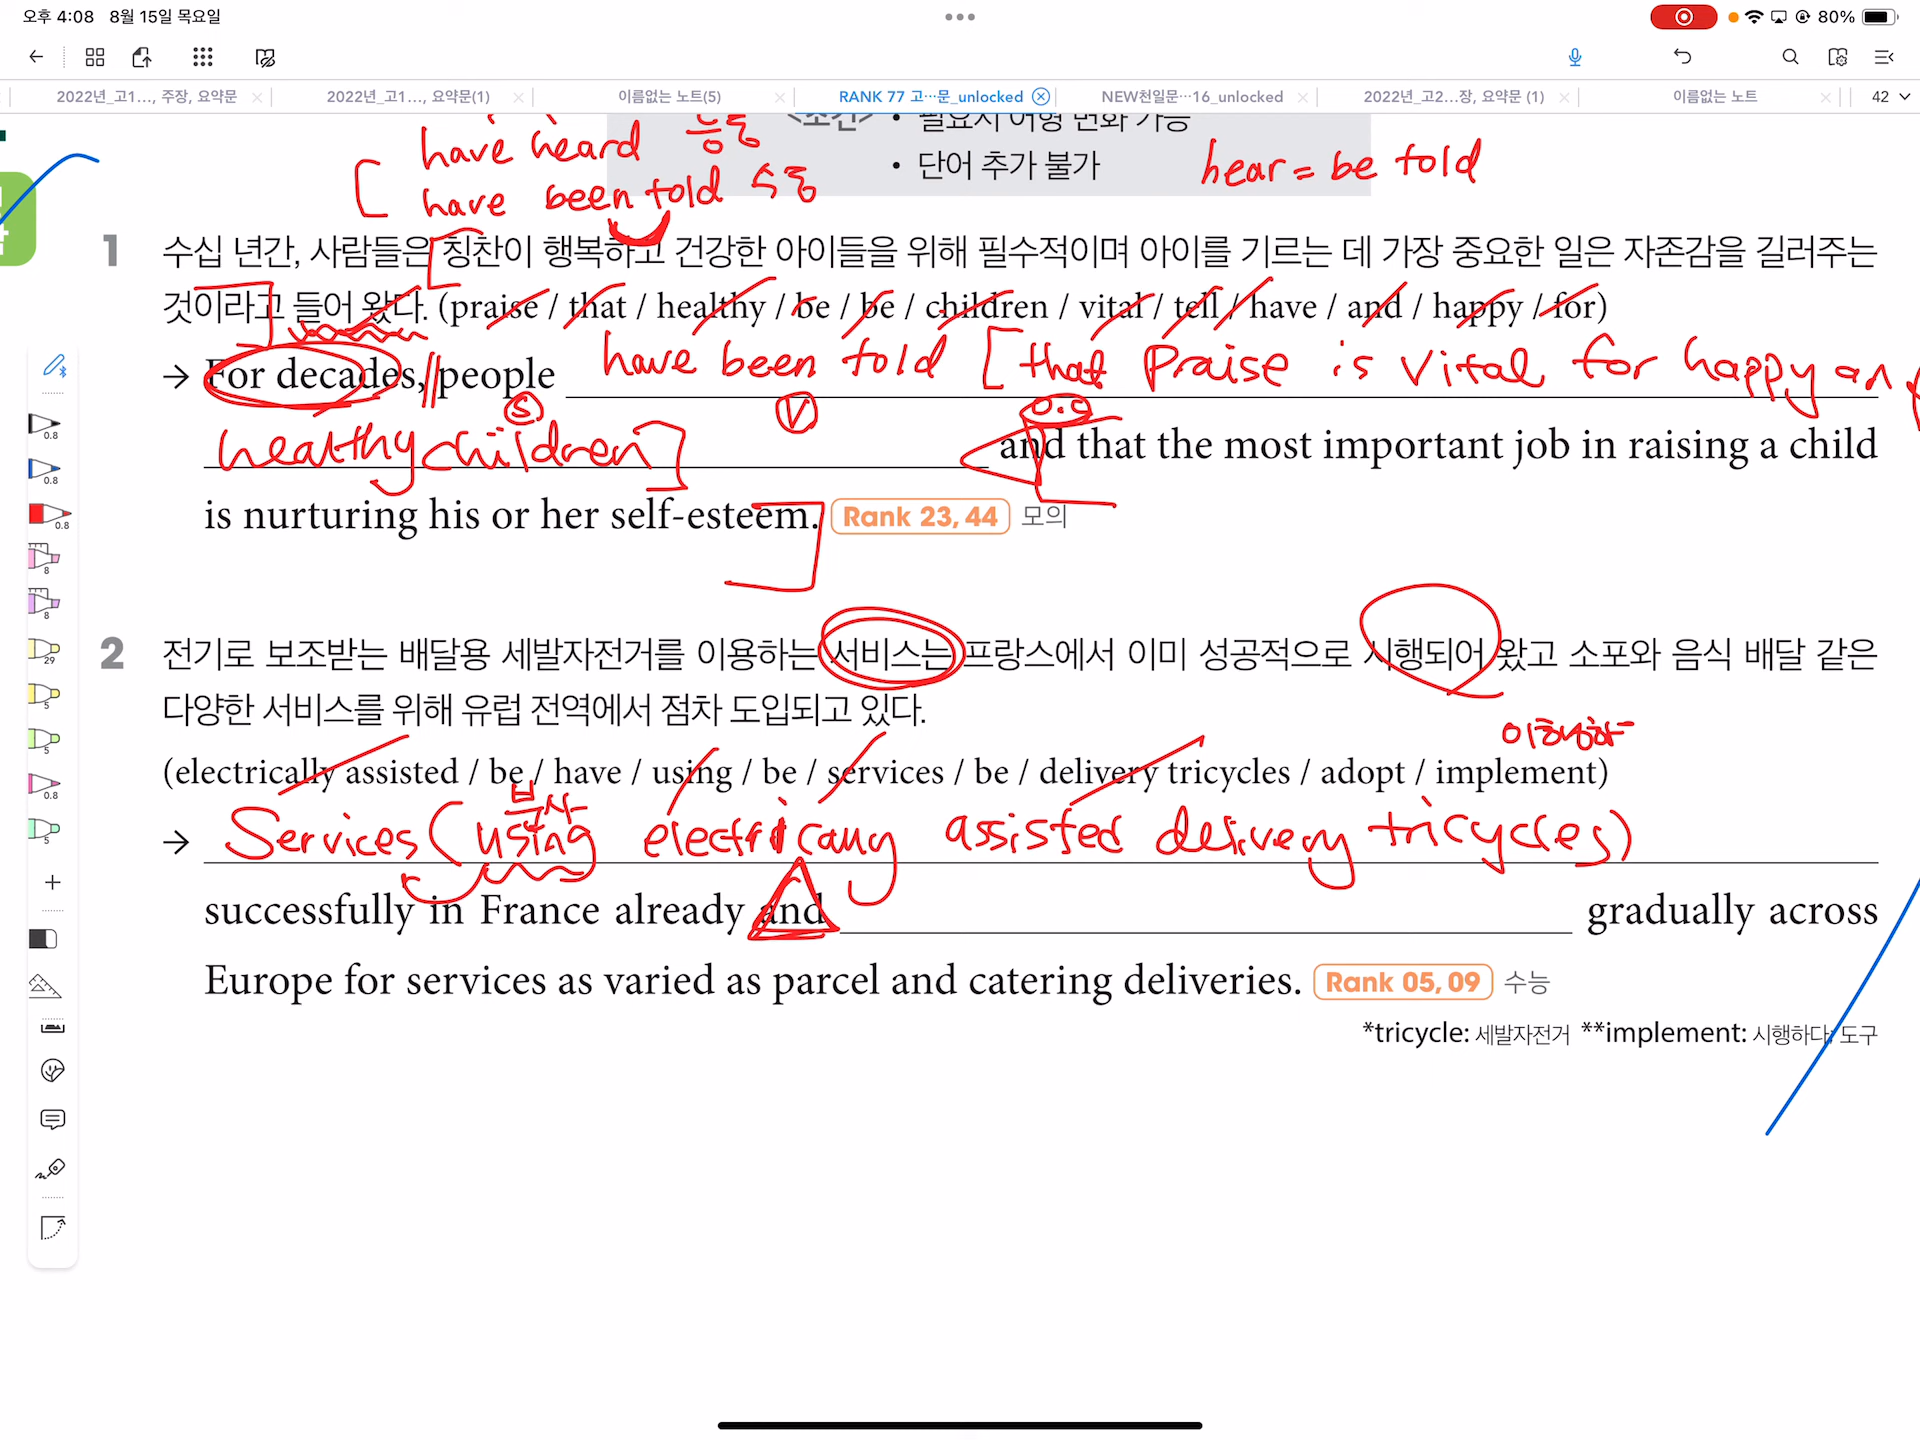 오후 4:08 8월 15일 목요일 80%
2022년_고1..., 주장, 요약문 2022년_고1..., 요약문(1) 이름없는 노트(5) RANK 77 고…문_unlocked NEW천일문…16_unlocked 2022년_고2...장, 요약문 (1) 이름없는 노트 42
<조건> • 필요시 어형 변화 가능
have heard 능동
• 단어 추가 불가 hear = be told
have been told 수동
1 수십 년간, 사람들은 칭찬이 행복하고 건강한 아이들을 위해 필수적이며 아이를 기르는 데 가장 중요한 일은 자존감을 길러주는
것이라고 들어 왔다. (praise / that / healthy / be / be / children / vital / tell / have / and / happy / for)
→ For decades, people have been told [that Praise is vital for happy and
S V
healthy children] and that the most important job in raising a child
is nurturing his or her self-esteem. Rank 23, 44 모의
2 전기로 보조받는 배달용 세발자전거를 이용하는 서비스는 프랑스에서 이미 성공적으로 시행되어 왔고 소포와 음식 배달 같은
다양한 서비스를 위해 유럽 전역에서 점차 도입되고 있다.
(electrically assisted / be / have / using / be / services / be / delivery tricycles / adopt / implement)
→ Services (using electrically assisted delivery tricycles)
successfully in France already and gradually across
Europe for services as varied as parcel and catering deliveries. Rank 05, 09 수능
*tricycle: 세발자전거 **implement: 시행하다; 도구